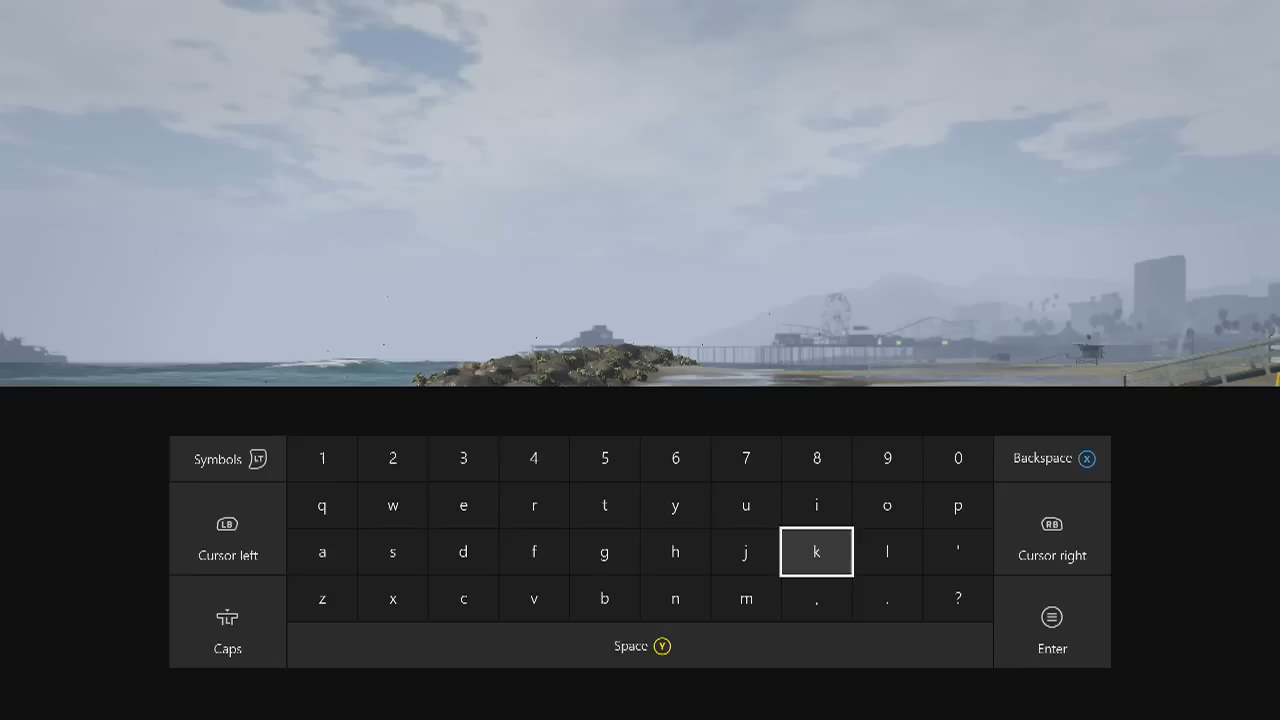 Symbols LT 1 2 3 4 5 6 7 8 9 0 Backspace X
q w e r t y u i o p
LB RB
Cursor left a s d f g h j k l ' Cursor right
z x c v b n m , . ?
Caps Space Y Enter